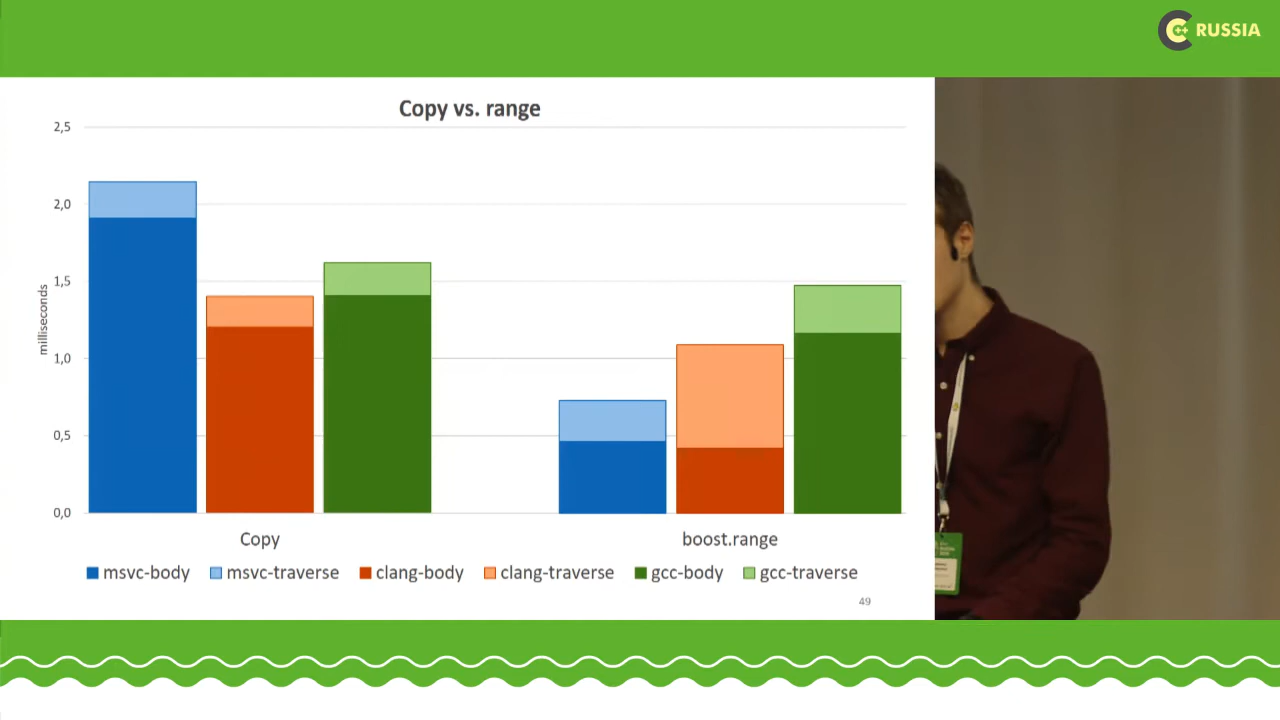 C++ RUSSIA
Copy vs. range
2,5
2,0
1,5
1,0
0,5
0,0
milliseconds
Copy boost.range
msvc-body msvc-traverse clang-body clang-traverse gcc-body gcc-traverse
49